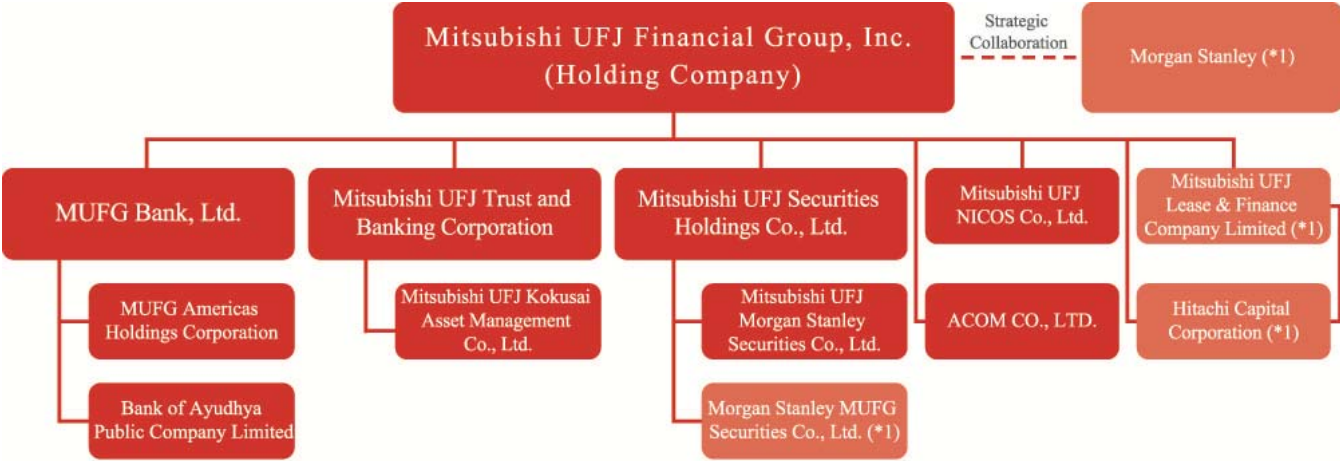 Mitsubishi UFJ Financial Group, Inc.
(Holding Company)
Strategic
Collaboration
Morgan Stanley (*1)
MUFG Bank, Ltd.
Mitsubishi UFJ Trust and
Banking Corporation
Mitsubishi UFJ Securities
Holdings Co., Ltd.
Mitsubishi UFJ
NICOS Co., Ltd.
Mitsubishi UFJ
Lease & Finance
Company Limited (*1)
MUFG Americas
Holdings Corporation
Mitsubishi UFJ Kokusai
Asset Management
Co., Ltd.
Mitsubishi UFJ
Morgan Stanley
Securities Co., Ltd.
ACOM CO., LTD.
Hitachi Capital
Corporation (*1)
Bank of Ayudhya
Public Company Limited
Morgan Stanley MUFG
Securities Co., Ltd. (*1)